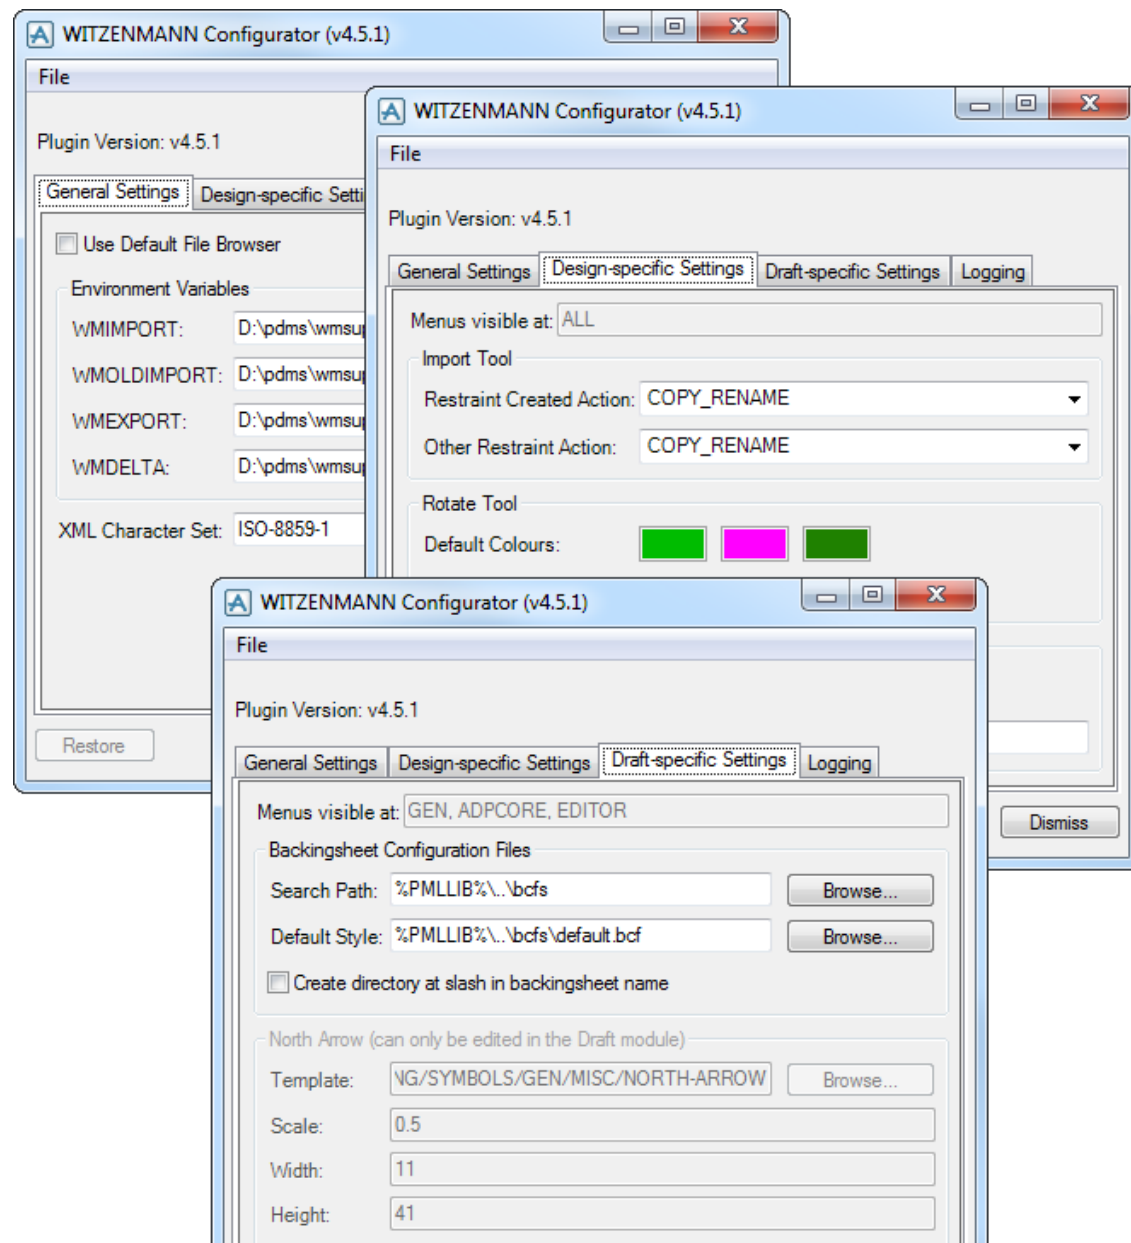 WITZENMANN Configurator (v4.5.1)
File
Plugin Version: v4.5.1
General Settings Design-specific Setti
Use Default File Browser
Environment Variables
WMIMPORT: D:\pdms\wmsup
WMOLDIMPORT: D:\pdms\wmsup
WMEXPORT: D:\pdms\wmsup
WMDELTA: D:\pdms\wmsup
XML Character Set: ISO-8859-1
Restore
WITZENMANN Configurator (v4.5.1)
File
Plugin Version: v4.5.1
General Settings Design-specific Settings Draft-specific Settings Logging
Menus visible at: ALL
Import Tool
Restraint Created Action: COPY_RENAME
Other Restraint Action: COPY_RENAME
Rotate Tool
Default Colours:
Dismiss
WITZENMANN Configurator (v4.5.1)
File
Plugin Version: v4.5.1
General Settings Design-specific Settings Draft-specific Settings Logging
Menus visible at: GEN, ADPCORE, EDITOR
Backingsheet Configuration Files
Search Path: %PMLLIB%\..\bcfs Browse...
Default Style: %PMLLIB%\..\bcfs\default.bcf Browse...
Create directory at slash in backingsheet name
North Arrow (can only be edited in the Draft module)
Template: NG/SYMBOLS/GEN/MISC/NORTH-ARROW Browse...
Scale: 0.5
Width: 11
Height: 41